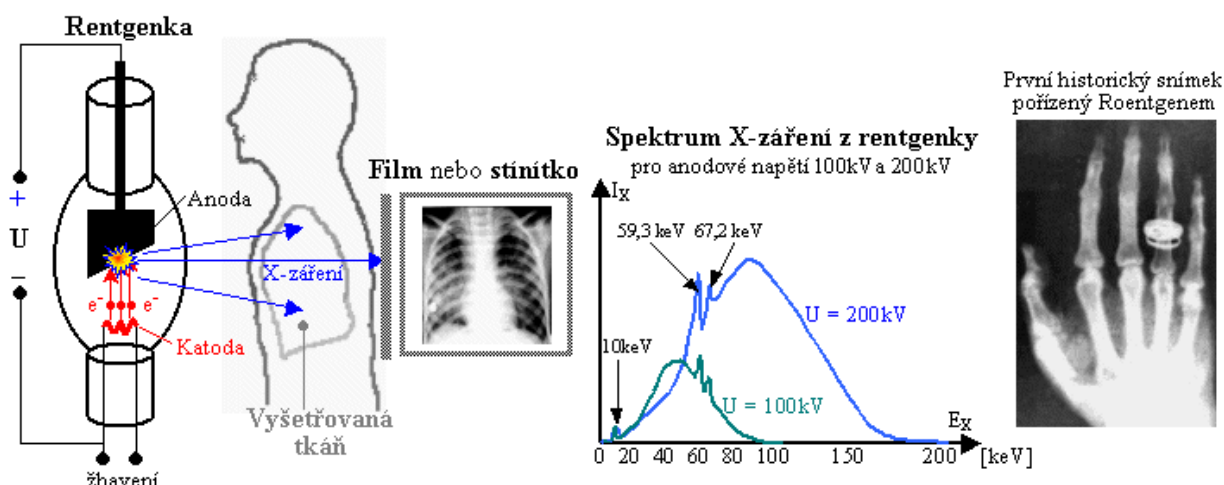 Rentgenka
+
U
−
Anoda
e⁻
e⁻
Katoda
žhavení
X-záření
Vyšetřovaná
tkáň
Film nebo stínítko
Spektrum X-záření z rentgenky
pro anodové napětí 100kV a 200kV
IX
59,3 keV 67,2 keV
10keV
U = 200kV
U = 100kV
EX
0 20 40 60 80 100 150 200 [keV]
První historický snímek
pořízený Roentgenem